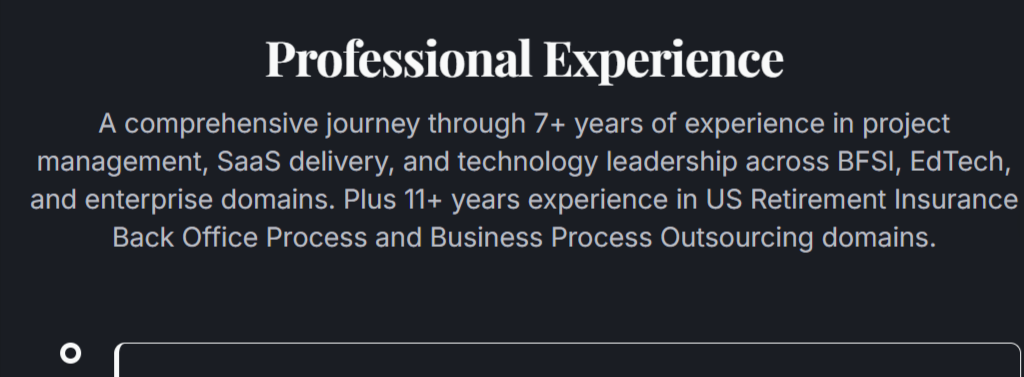 Professional Experience
A comprehensive journey through 7+ years of experience in project
management, SaaS delivery, and technology leadership across BFSI, EdTech,
and enterprise domains. Plus 11+ years experience in US Retirement Insurance
Back Office Process and Business Process Outsourcing domains.